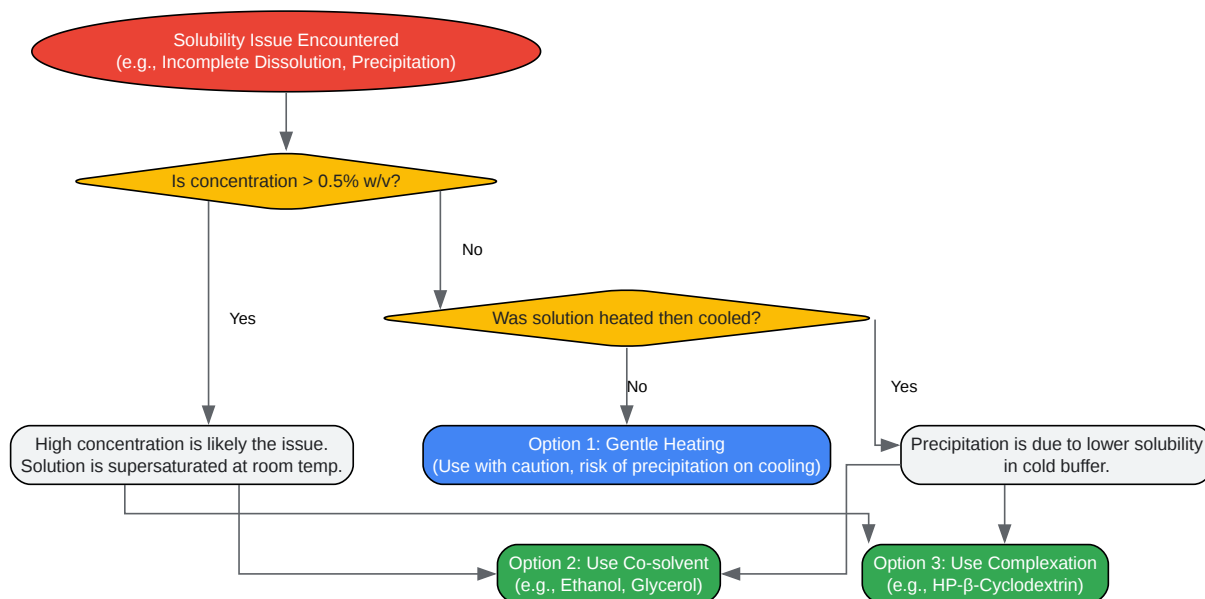 Solubility Issue Encountered
(e.g., Incomplete Dissolution, Precipitation)
Is concentration > 0.5% w/v?
No
Yes
Was solution heated then cooled?
No
Yes
High concentration is likely the issue.
Solution is supersaturated at room temp.
Option 1: Gentle Heating
(Use with caution, risk of precipitation on cooling)
Precipitation is due to lower solubility
in cold buffer.
Option 2: Use Co-solvent
(e.g., Ethanol, Glycerol)
Option 3: Use Complexation
(e.g., HP-β-Cyclodextrin)